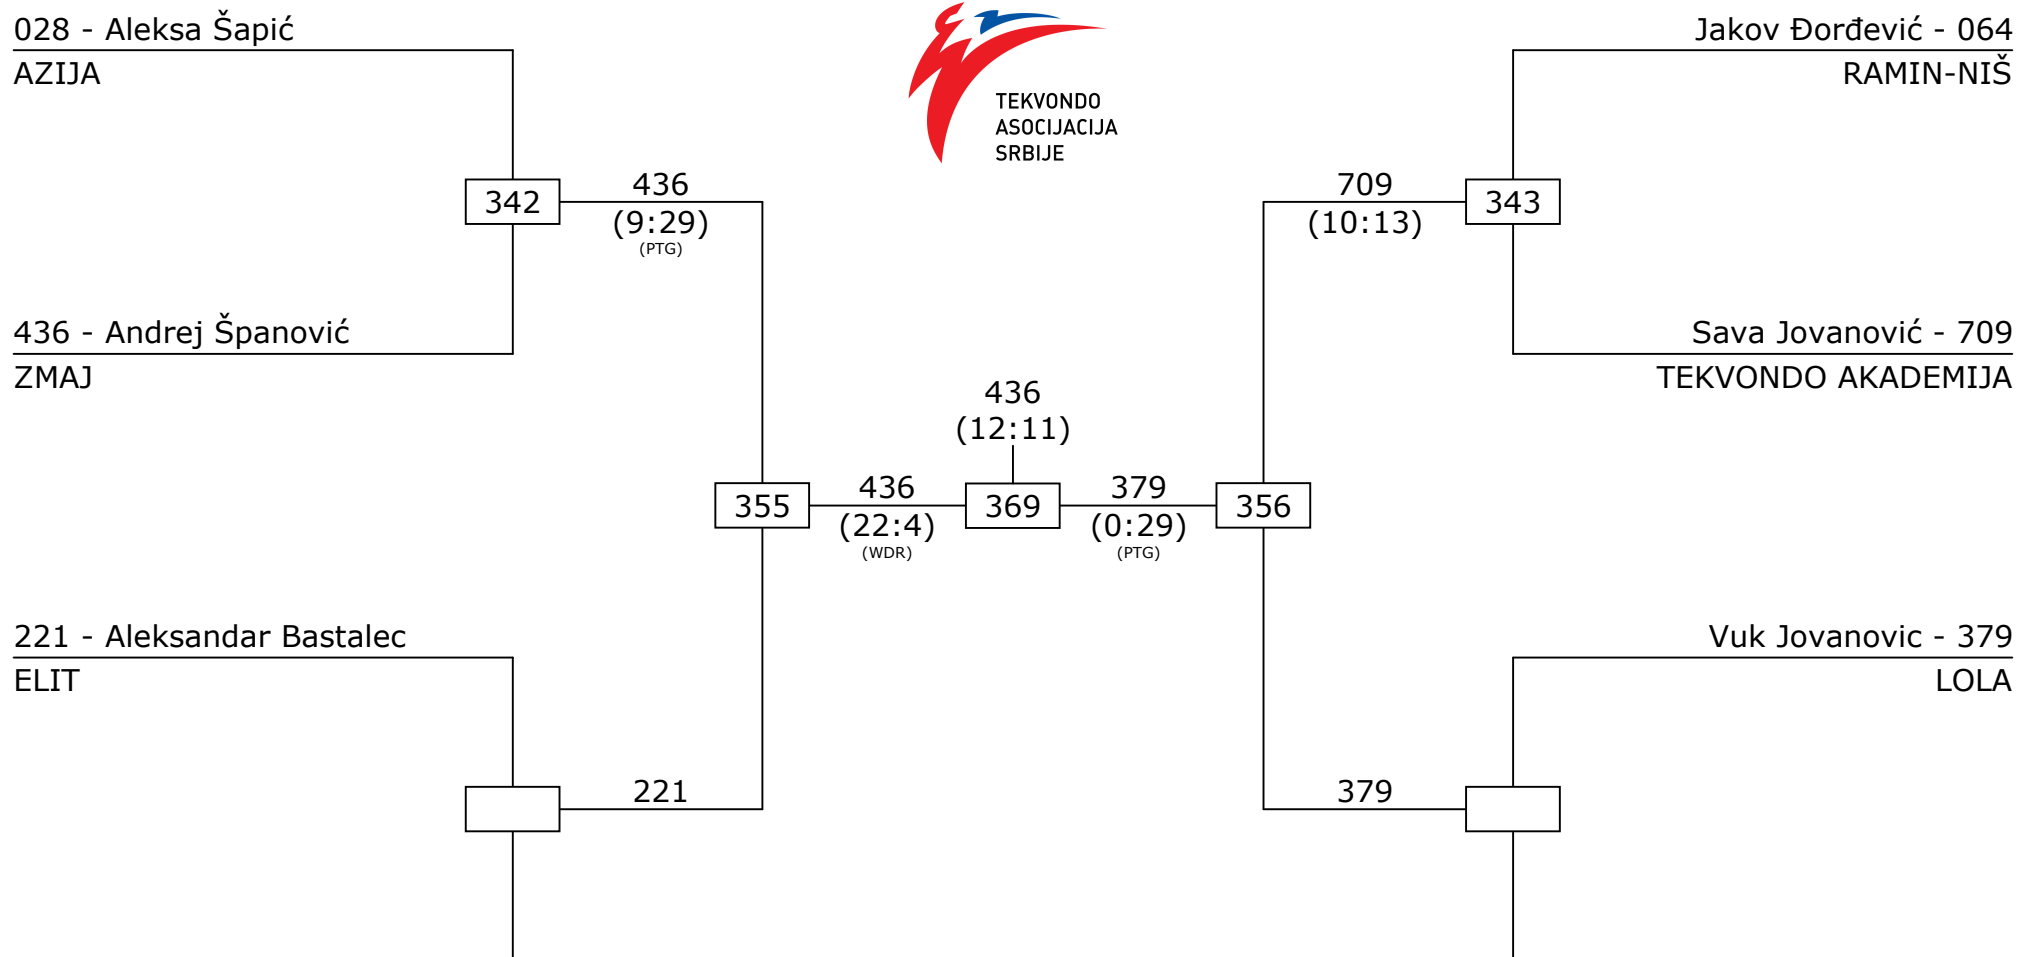 028 - Aleksa Šapić
AZIJA
TEKVONDO
ASOCIJACIJA
SRBIJE
Jakov Đorđević - 064
RAMIN-NIŠ
342
436
(9:29)
(PTG)
709
(10:13)
343
436 - Andrej Španović
ZMAJ
Sava Jovanović - 709
TEKVONDO AKADEMIJA
436
(12:11)
355
436
(22:4)
(WDR)
369
379
(0:29)
(PTG)
356
221 - Aleksandar Bastalec
ELIT
Vuk Jovanovic - 379
LOLA
221
379